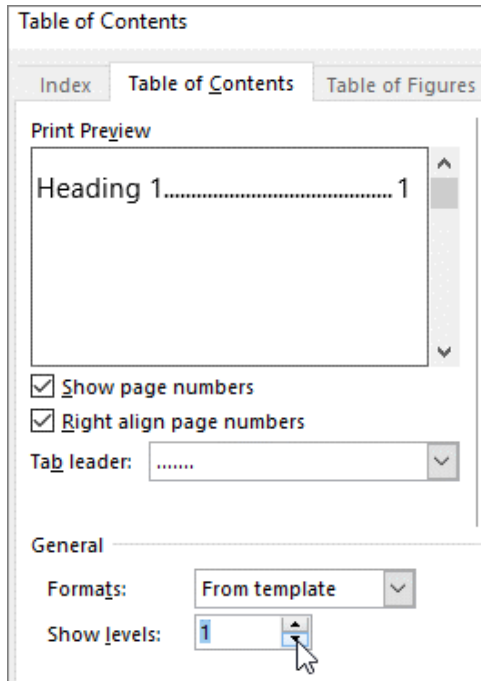 Table of Contents
Index Table of Contents Table of Figures
Print Preview
Heading 1............................................... 1
Show page numbers
Right align page numbers
Tab leader: .......
General
Formats: From template
Show levels: 1